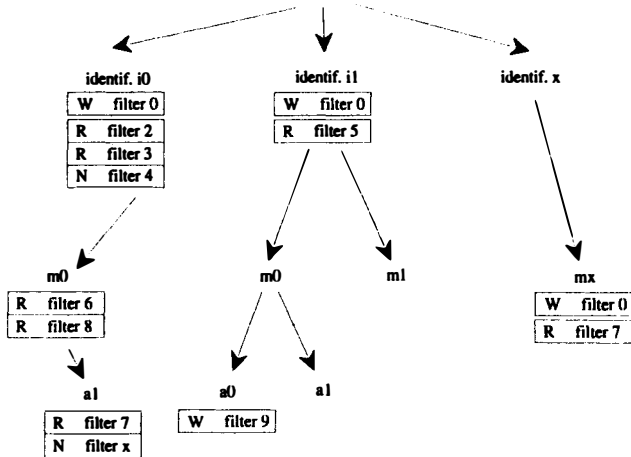 identif. i0 identif. i1 identif. x
W filter 0 W filter 0
R filter 2 R filter 5
R filter 3
N filter 4
m0 m0 m1 mx
R filter 6 W filter 0
R filter 8 R filter 7
a1 a0 a1
R filter 7 W filter 9
N filter x